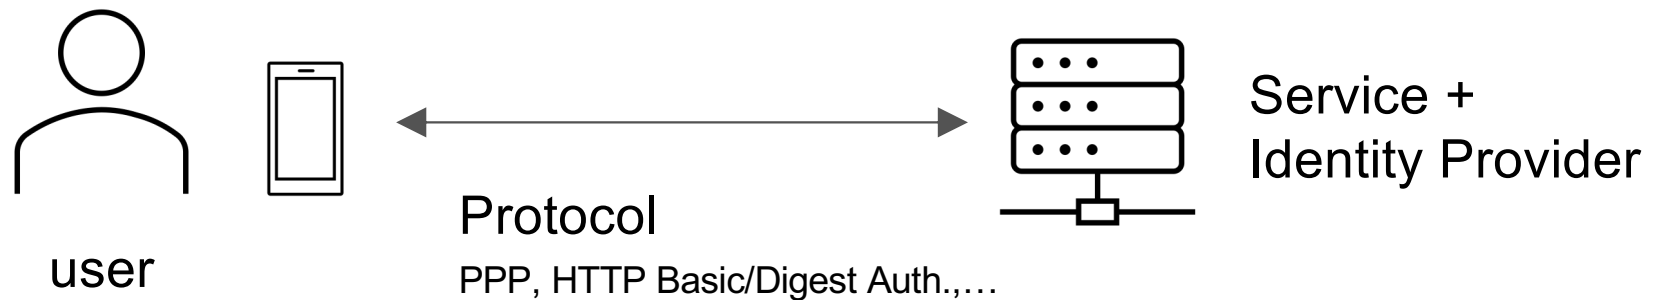 Service +
Identity Provider
Protocol
user
PPP, HTTP Basic/Digest Auth.,…